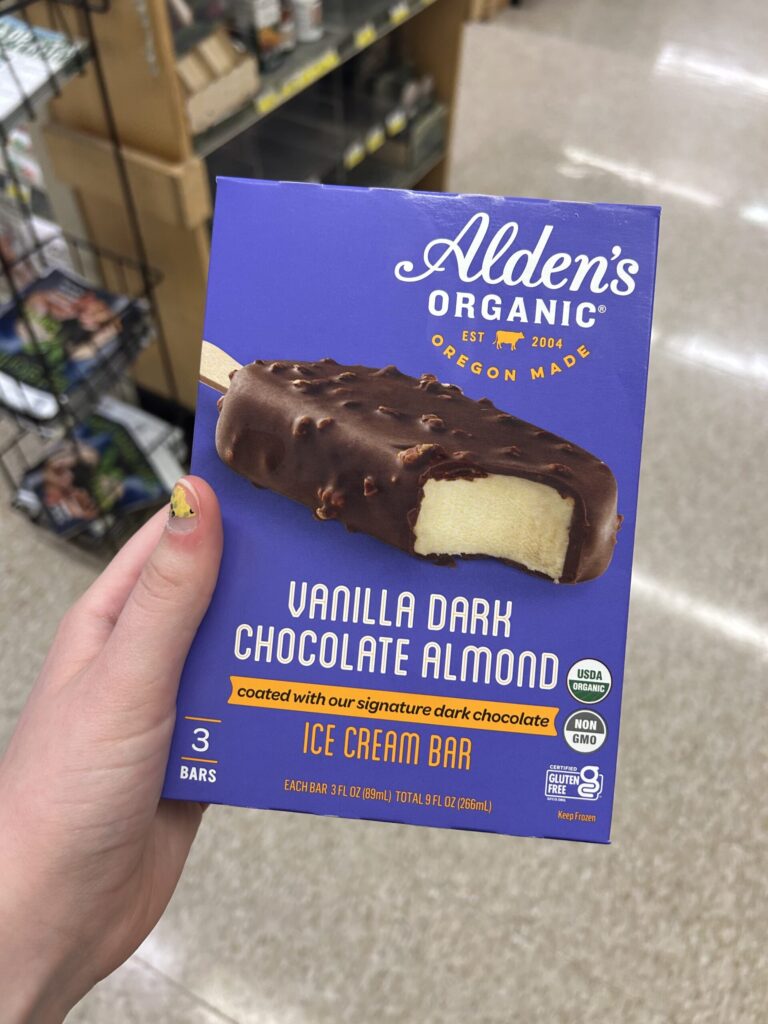 Alden's
ORGANIC®
EST 2004
OREGON MADE
VANILLA DARK
CHOCOLATE ALMOND
coated with our signature dark chocolate
ICE CREAM BAR
3
BARS
EACH BAR 3 FL OZ (89mL) TOTAL 9 FL OZ (266mL)
USDA
ORGANIC
NON
GMO
CERTIFIED
GLUTEN
FREE
Keep Frozen